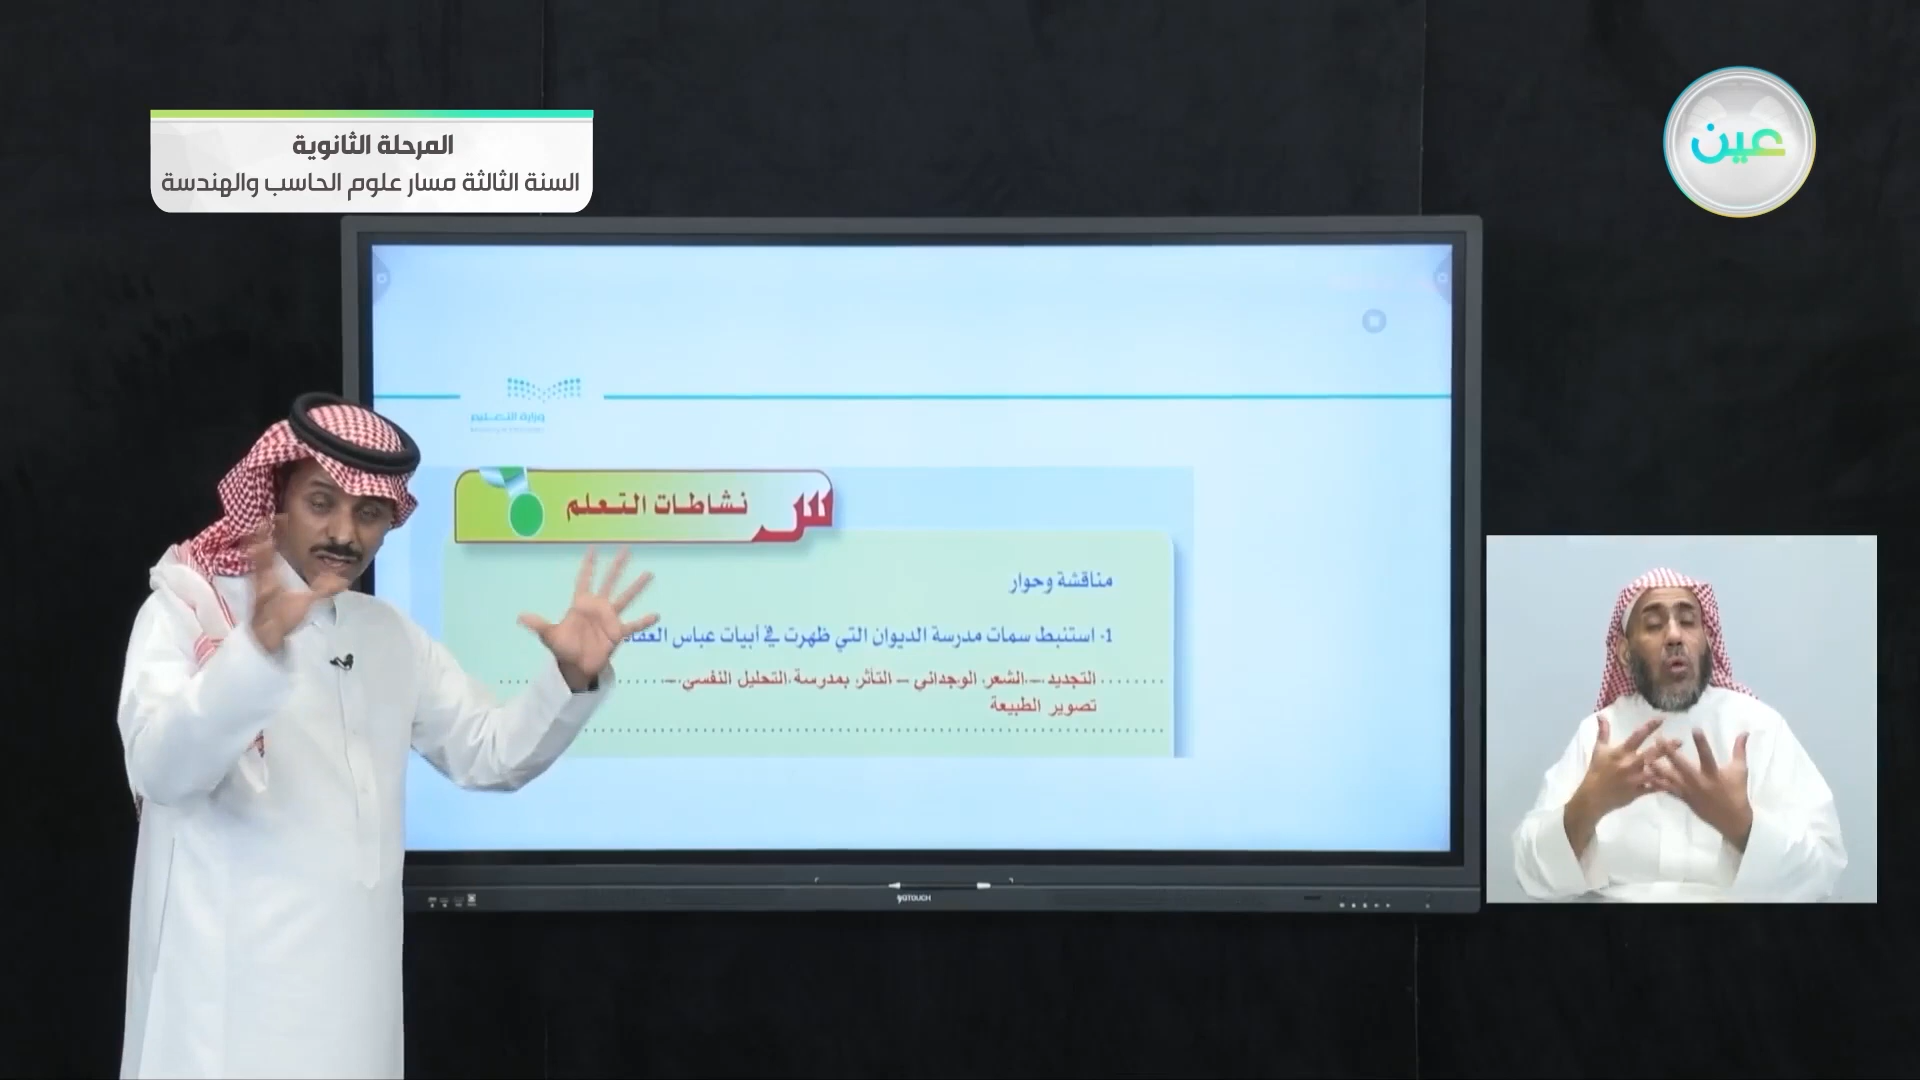 المرحلة الثانوية
السنة الثالثة مسار علوم الحاسب والهندسة
عين
وزارة التعليم
نشاطات التعلم
مناقشة وحوار
1- استنبط سمات مدرسة الديوان التي ظهرت في أبيات عباس
التجديد – الشعر الوجداني – التأثر بمدرسة التحليل النفسي –
تصوير الطبيعة